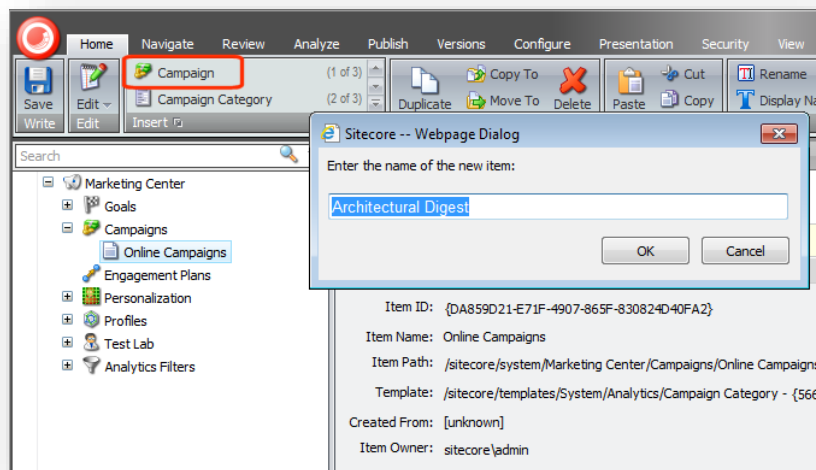 Home Navigate Review Analyze Publish Versions Configure Presentation Security View
Campaign (1 of 3)
Campaign Category (2 of 3)
Save Edit Duplicate Copy To Move To Delete Paste Cut Copy Rename
Display Na
Write Edit Insert
Sitecore -- Webpage Dialog
Enter the name of the new item:
Architectural Digest
OK Cancel
Search
Marketing Center
Goals
Campaigns
Online Campaigns
Engagement Plans
Personalization
Profiles
Test Lab
Analytics Filters
Item ID: {DA859D21-E71F-4907-865F-830824D40FA2}
Item Name: Online Campaigns
Item Path: /sitecore/system/Marketing Center/Campaigns/Online Campaigns
Template: /sitecore/templates/System/Analytics/Campaign Category - {566
Created From: [unknown]
Item Owner: sitecore\admin